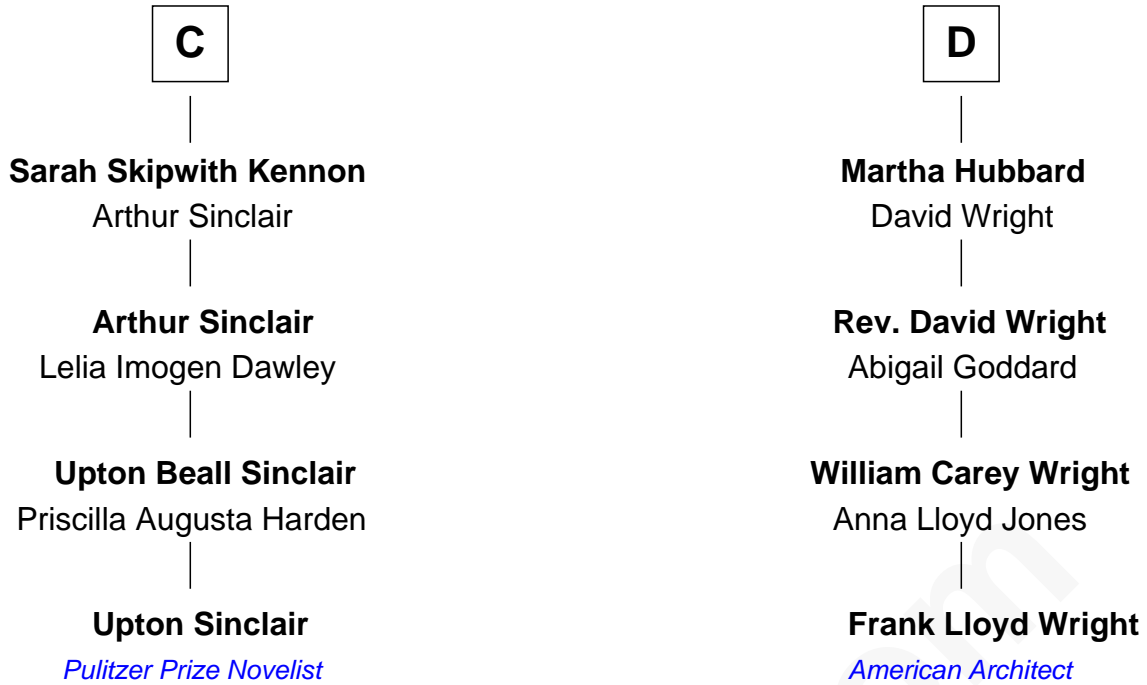 C
Sarah Skipwith Kennon
Arthur Sinclair
Arthur Sinclair
Lelia Imogen Dawley
Upton Beall Sinclair
Priscilla Augusta Harden
Upton Sinclair
Pulitzer Prize Novelist
D
Martha Hubbard
David Wright
Rev. David Wright
Abigail Goddard
William Carey Wright
Anna Lloyd Jones
Frank Lloyd Wright
American Architect